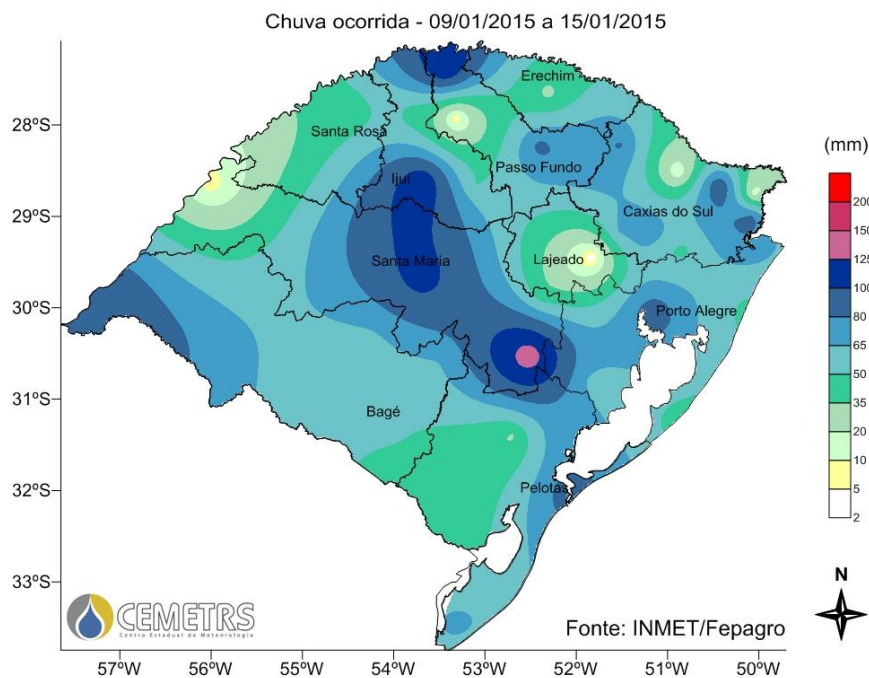 Chuva ocorrida - 09/01/2015 a 15/01/2015
Erechim
28ºS
Santa Rosa
(mm)
Passo Fundo
Ijuí
200
29ºS
Caxias do Sul
150
Santa Maria
Lajeado
125
100
30ºS
Porto Alegre
80
65
31ºS
50
Bagé
35
20
32ºS
Pelotas
10
5
2
33ºS
N
CEMETRS
Centro Estadual de Meteorologia
Fonte: INMET/Fepagro
57ºW 56ºW 55ºW 54ºW 53ºW 52ºW 51ºW 50ºW